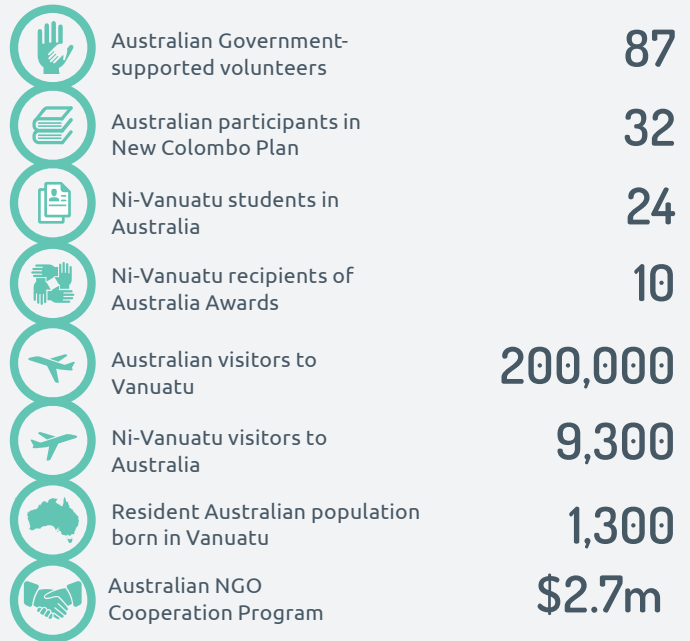 Australian Government-
supported volunteers
87
Australian participants in
New Colombo Plan
32
Ni-Vanuatu students in
Australia
24
Ni-Vanuatu recipients of
Australia Awards
10
Australian visitors to
Vanuatu
200,000
Ni-Vanuatu visitors to
Australia
9,300
Resident Australian population
born in Vanuatu
1,300
Australian NGO
Cooperation Program
$2.7m